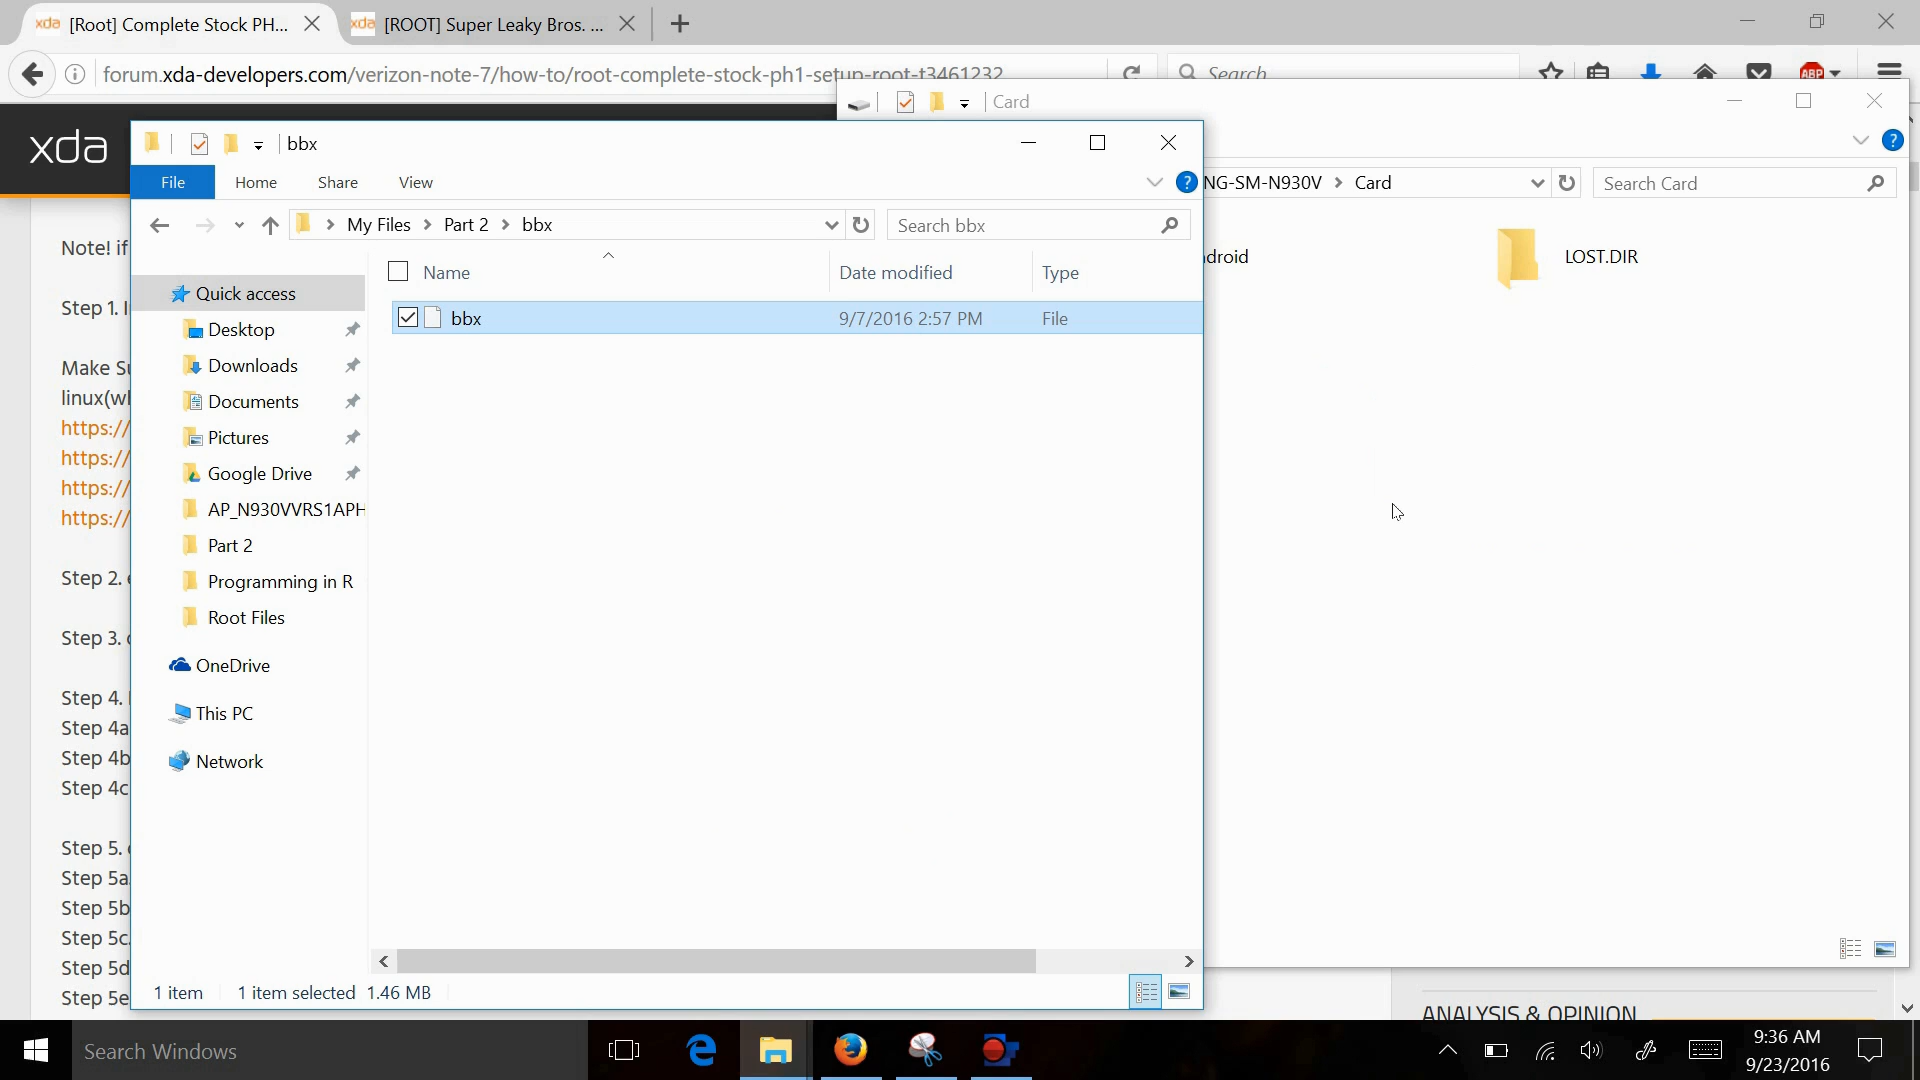 xda [Root] Complete Stock PH...
xda [ROOT] Super Leaky Bros. ...
forum.xda-developers.com/verizon-note-7/how-to/root-complete-stock-ph1-setup-root-t3461232
Search
ABP
Card
xda
bbx
File
Home
Share
View
NG-SM-N930V > Card
Search Card
My Files > Part 2 > bbx
Search bbx
Note! if
droid
LOST.DIR
Name
Date modified
Type
Quick access
Step 1. I
bbx
9/7/2016 2:57 PM
File
Desktop
Make Su
Downloads
linux(wh
Documents
https://
Pictures
https://
Google Drive
https://
AP_N930VVRS1APH
https://
Part 2
Step 2. e
Programming in R
Root Files
Step 3.
OneDrive
Step 4.
This PC
Step 4a
Step 4b
Network
Step 4c
Step 5.
Step 5a
Step 5b
Step 5c.
Step 5d
Step 5e
1 item
1 item selected 1.46 MB
ANALYSIS & OPINION
Search Windows
9:36 AM
9/23/2016